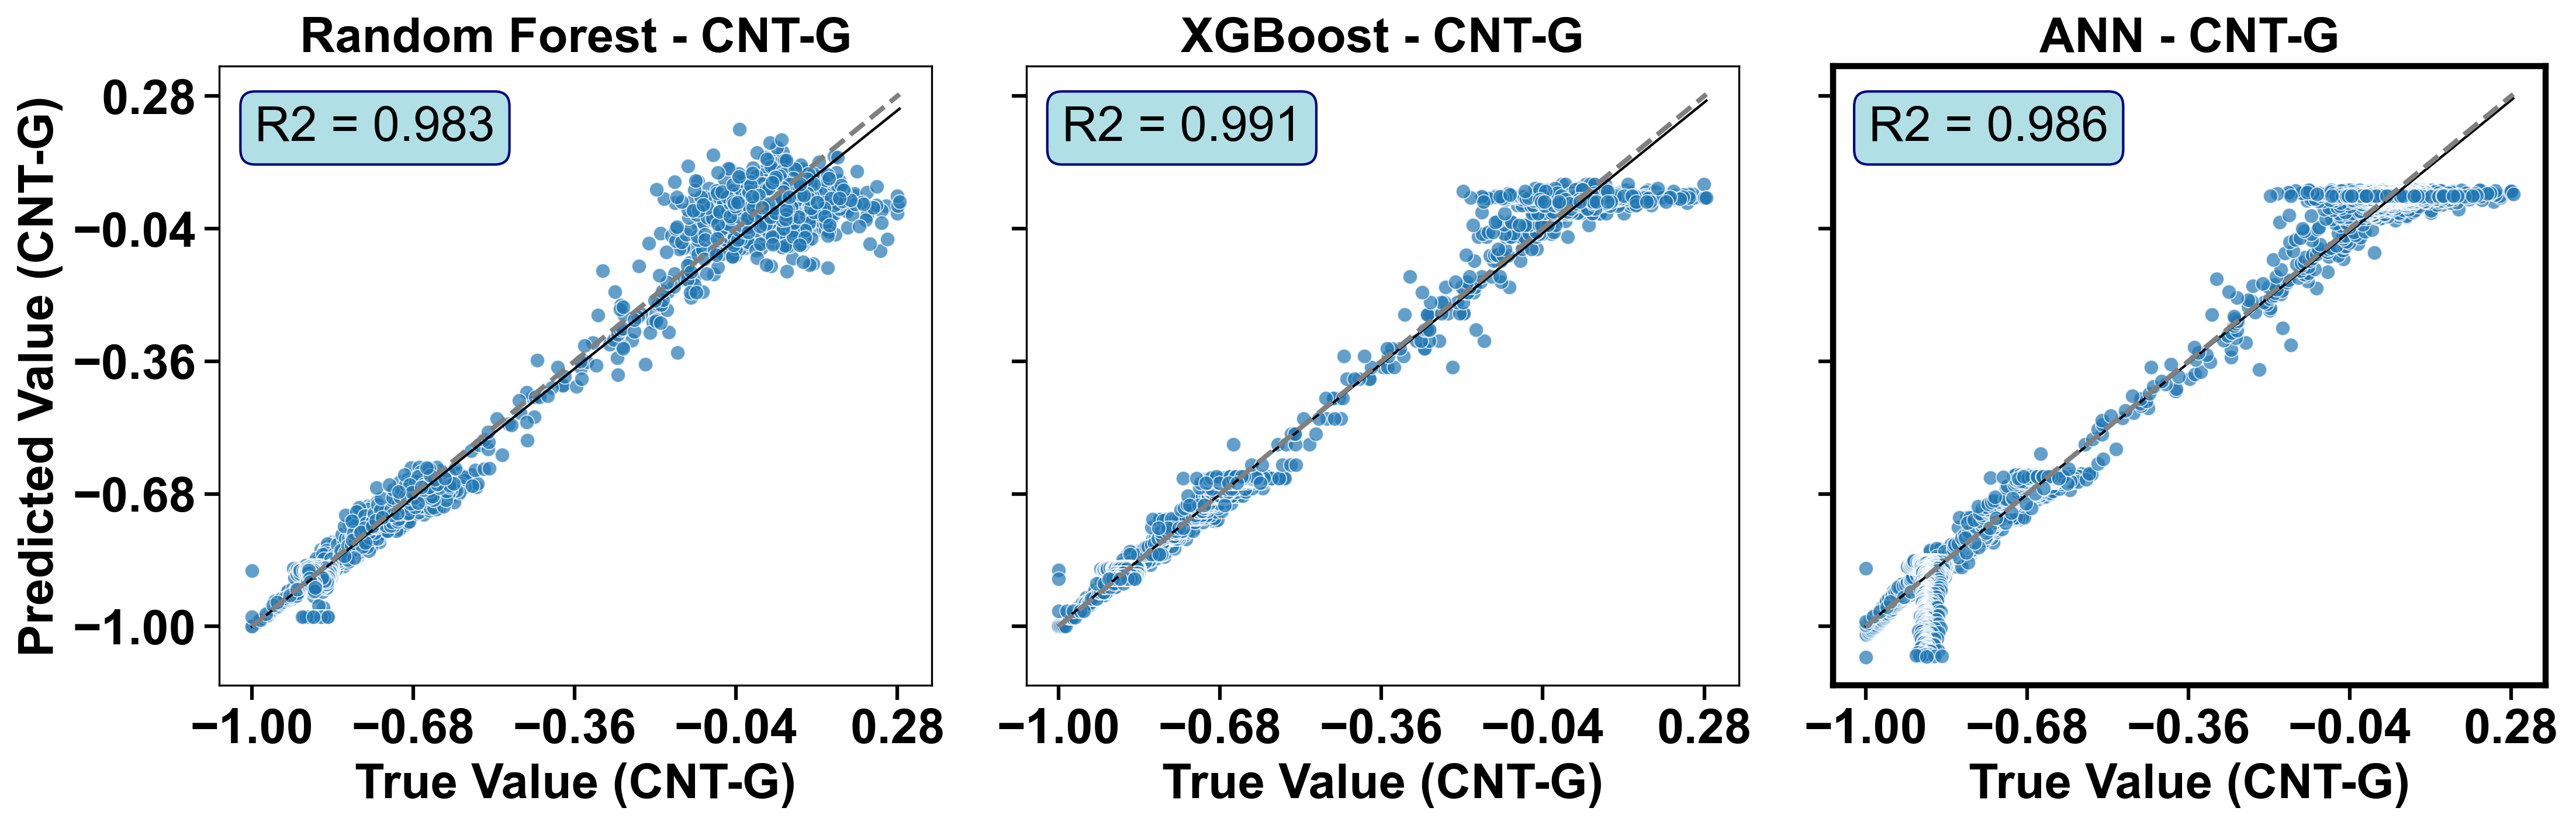 Random Forest - CNT-G
XGBoost - CNT-G
ANN - CNT-G
Predicted Value (CNT-G)
0.28
−0.04
−0.36
−0.68
−1.00
R2 = 0.983
R2 = 0.991
R2 = 0.986
−1.00 −0.68 −0.36 −0.04 0.28
−1.00 −0.68 −0.36 −0.04 0.28
−1.00 −0.68 −0.36 −0.04 0.28
True Value (CNT-G)
True Value (CNT-G)
True Value (CNT-G)